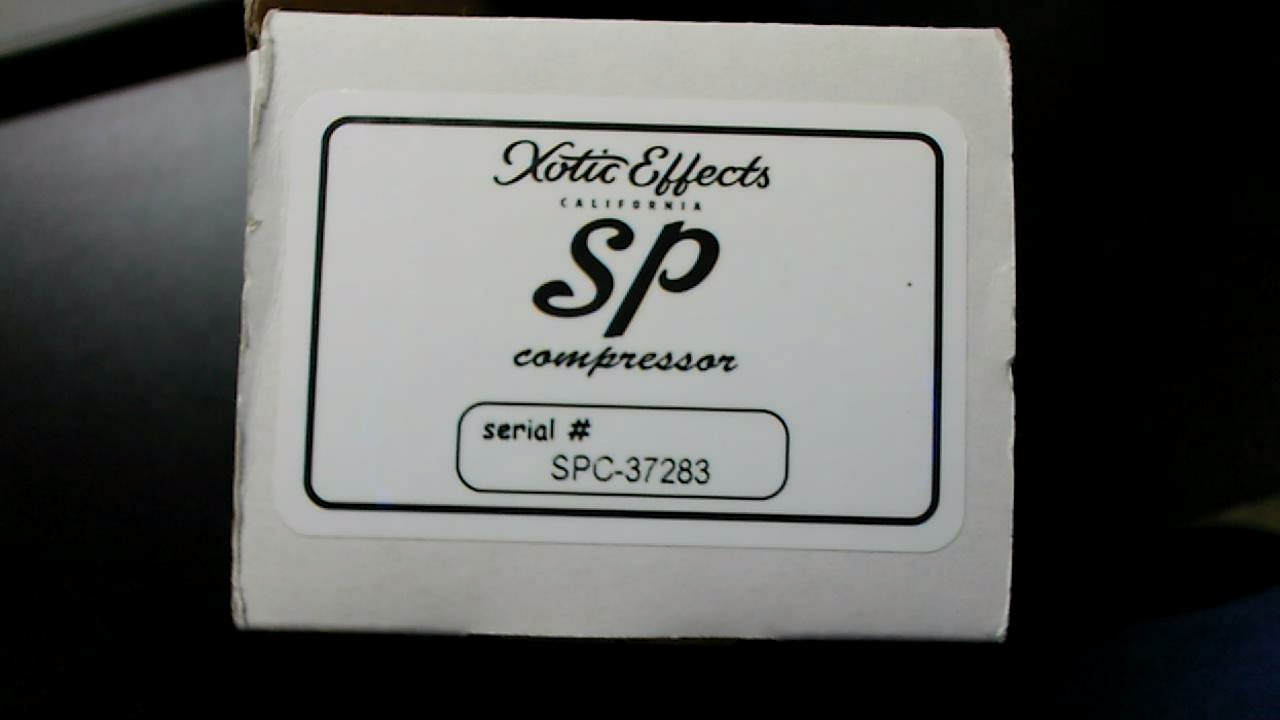 Xotic Effects
CALIFORNIA
SP
compressor
serial #
SPC-37283